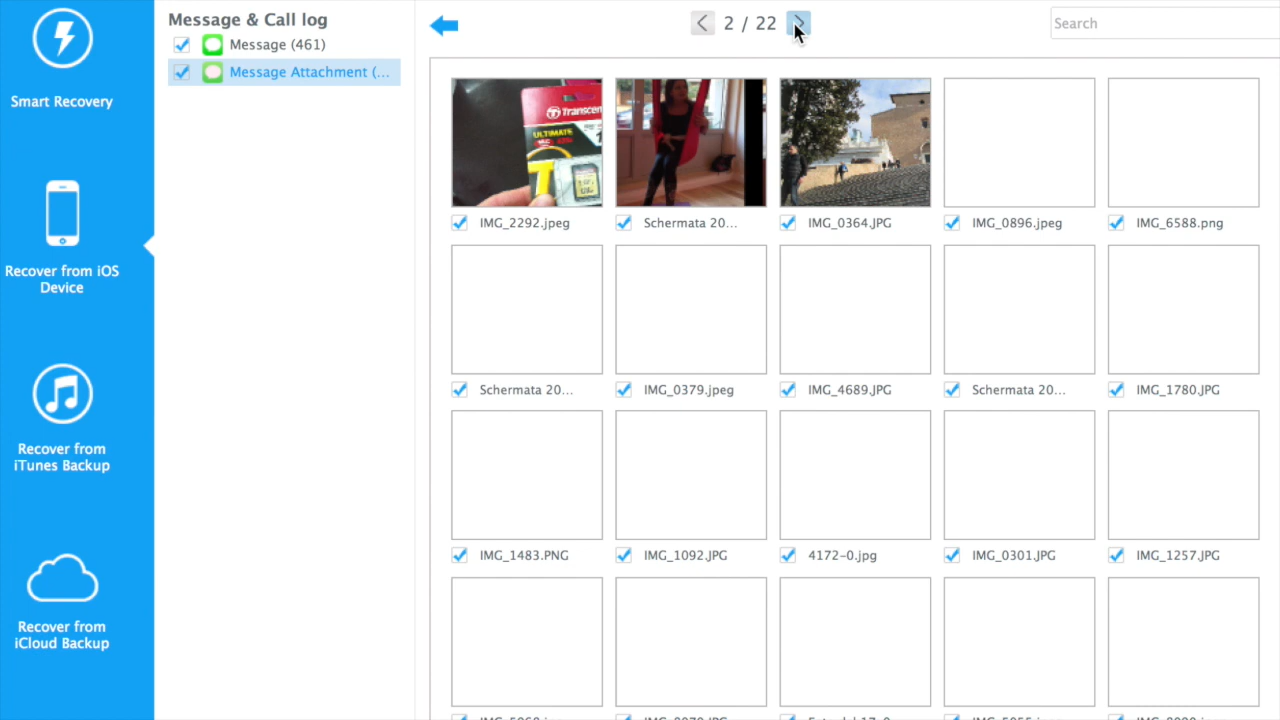 Smart Recovery
Recover from iOS
Device
Recover from
iTunes Backup
Recover from
iCloud Backup
Message & Call log
Message (461)
Message Attachment (...
2 / 22
Search
Transcend
ULTIMATE
IMG_2292.jpeg
Schermata 20...
IMG_0364.JPG
IMG_0896.jpeg
IMG_6588.png
Schermata 20...
IMG_0379.jpeg
IMG_4689.JPG
Schermata 20...
IMG_1780.JPG
IMG_1483.PNG
IMG_1092.JPG
4172-0.jpg
IMG_0301.JPG
IMG_1257.JPG